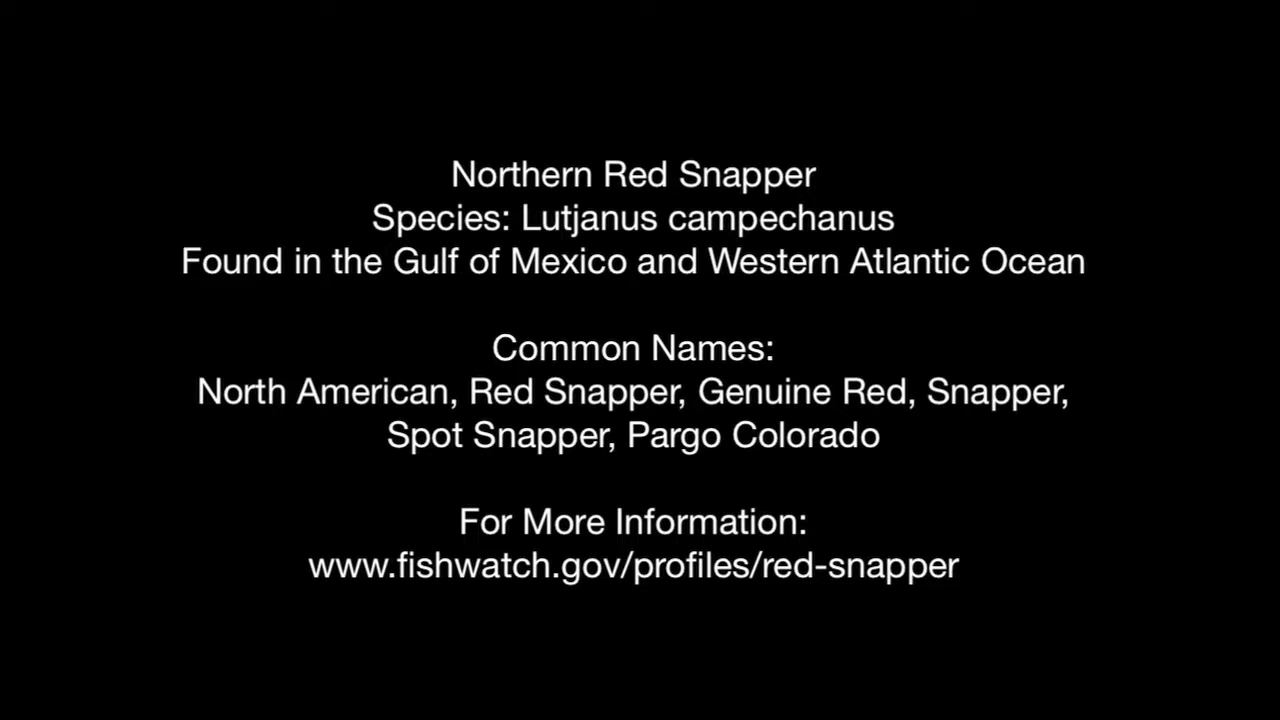 Northern Red Snapper
Species: Lutjanus campechanus
Found in the Gulf of Mexico and Western Atlantic Ocean
Common Names:
North American, Red Snapper, Genuine Red, Snapper,
Spot Snapper, Pargo Colorado
For More Information:
www.fishwatch.gov/profiles/red-snapper